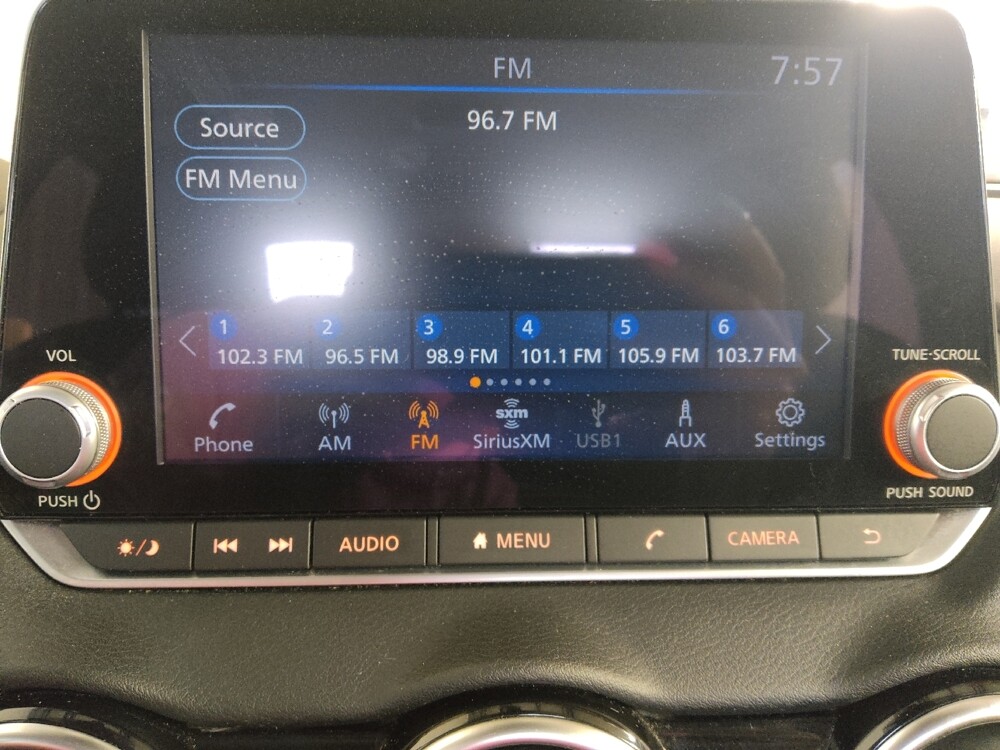 FM 7:57
Source
96.7 FM
FM Menu
1 2 3 4 5 6
102.3 FM 96.5 FM 98.9 FM 101.1 FM 105.9 FM 103.7 FM
VOL
TUNE·SCROLL
sxm
Phone AM FM SiriusXM USB1 AUX Settings
PUSH
PUSH SOUND
AUDIO MENU CAMERA